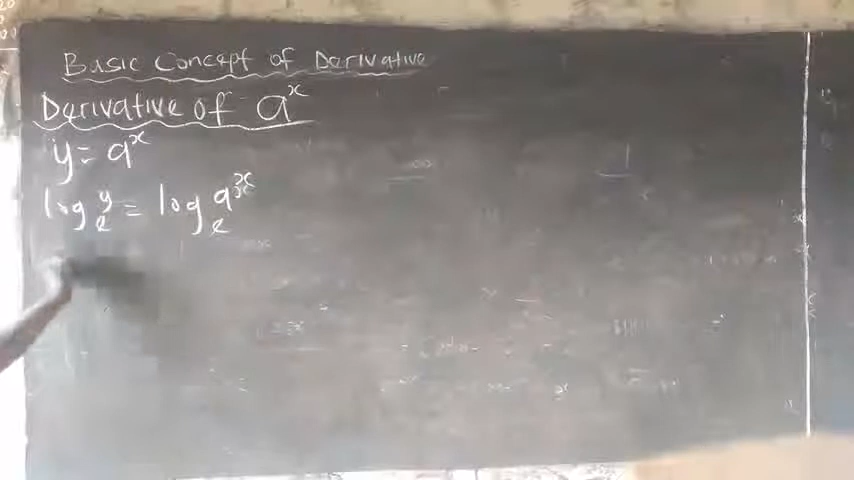 Basic Concept of Derivative
Derivative of a^x
y = a^x
log_e y = log_e a^x